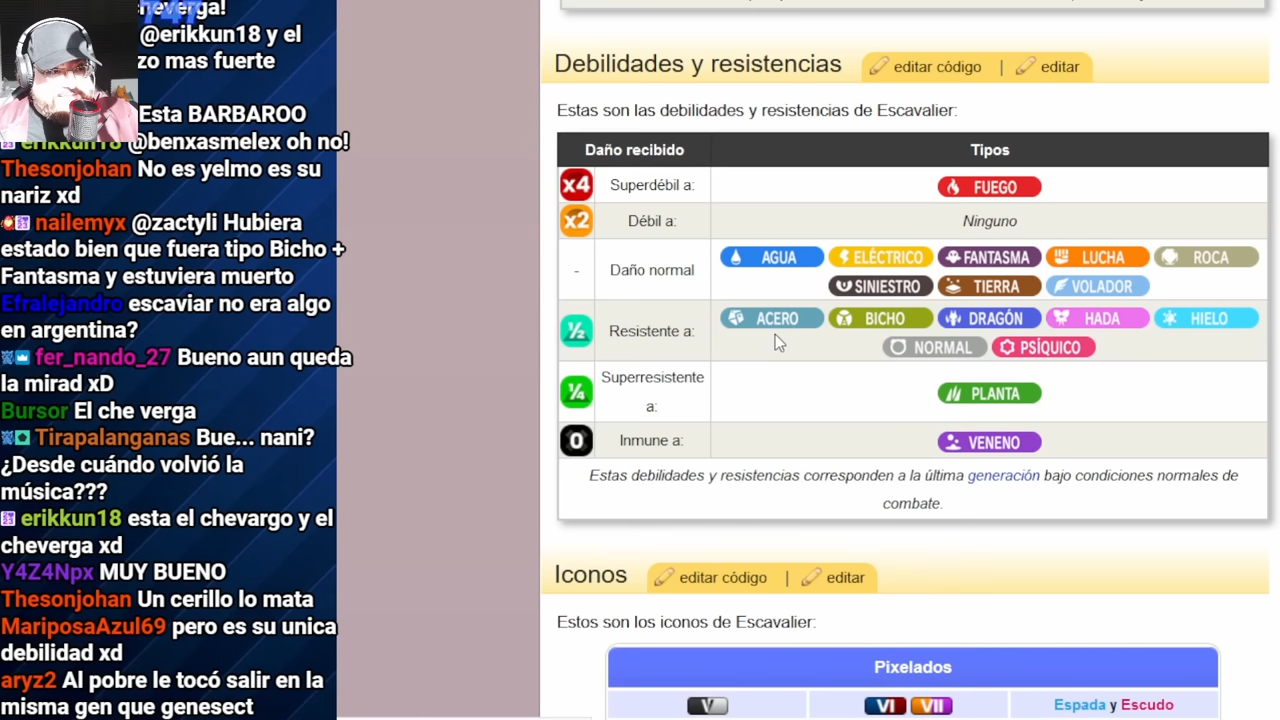 cheverga!
@erikkun18 y el
zo mas fuerte
Esta BARBAROO
erikkun18 @benxasmelex oh no!
Thesonjohan No es yelmo es su
nariz xd
nailemyx @zactyli Hubiera
estado bien que fuera tipo Bicho +
Fantasma y estuviera muerto
Efralejandro escaviar no era algo
en argentina?
fer_nando_27 Bueno aun queda
la mirad xD
Bursor El che verga
Tirapalanganas Bue... nani?
¿Desde cuándo volvió la
música???
erikkun18 esta el chevargo y el
cheverga xd
Y4Z4Npx MUY BUENO
Thesonjohan Un cerillo lo mata
MariposaAzul69 pero es su unica
debilidad xd
aryz2 Al pobre le tocó salir en la
misma gen que genesect
Debilidades y resistencias editar código | editar
Estas son las debilidades y resistencias de Escavalier:
Daño recibido Tipos
x4 Superdébil a: FUEGO
x2 Débil a: Ninguno
- Daño normal AGUA ELÉCTRICO FANTASMA LUCHA ROCA
SINIESTRO TIERRA VOLADOR
½ Resistente a: ACERO BICHO DRAGÓN HADA HIELO
NORMAL PSÍQUICO
¼ Superresistente
a: PLANTA
0 Inmune a: VENENO
Estas debilidades y resistencias corresponden a la última generación bajo condiciones normales de
combate.
Iconos editar código | editar
Estos son los iconos de Escavalier:
Pixelados
V VI VII Espada y Escudo